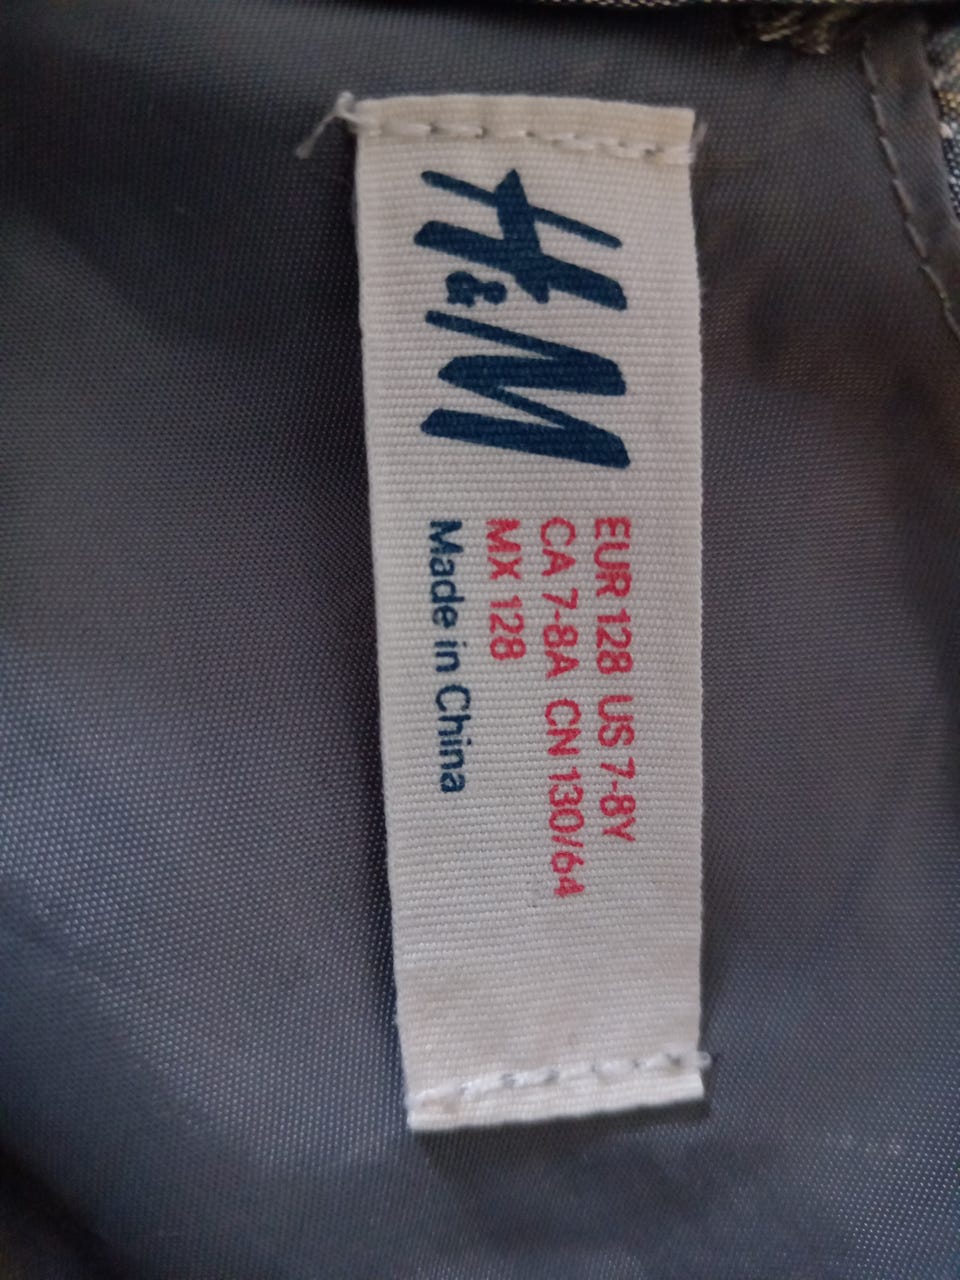 H&M
EUR 128 US 7-8Y
CA 7-8A CN 130/64
MX 128
Made in China